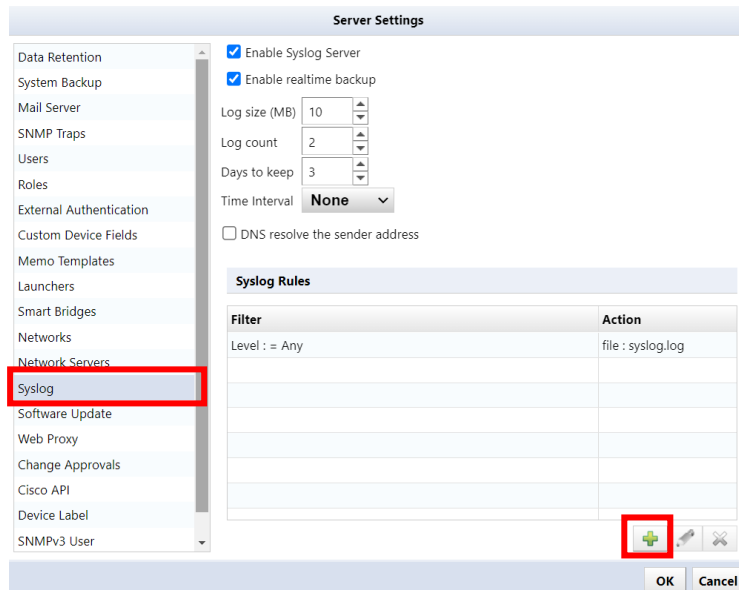 Server Settings
Data Retention
System Backup
Mail Server
SNMP Traps
Users
Roles
External Authentication
Custom Device Fields
Memo Templates
Launchers
Smart Bridges
Networks
Network Servers
Syslog
Software Update
Web Proxy
Change Approvals
Cisco API
Device Label
SNMPv3 User
Enable Syslog Server
Enable realtime backup
Log size (MB) 10
Log count 2
Days to keep 3
Time Interval None
DNS resolve the sender address
Syslog Rules
Filter Action
Level : = Any file : syslog.log
OK Cancel